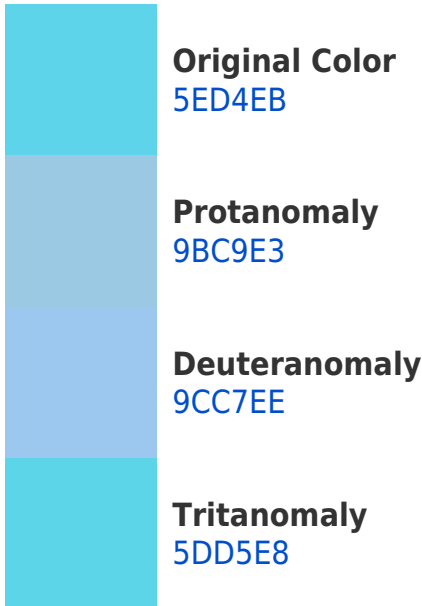 Original Color
5ED4EB
Protanomaly
9BC9E3
Deuteranomaly
9CC7EE
Tritanomaly
5DD5E8